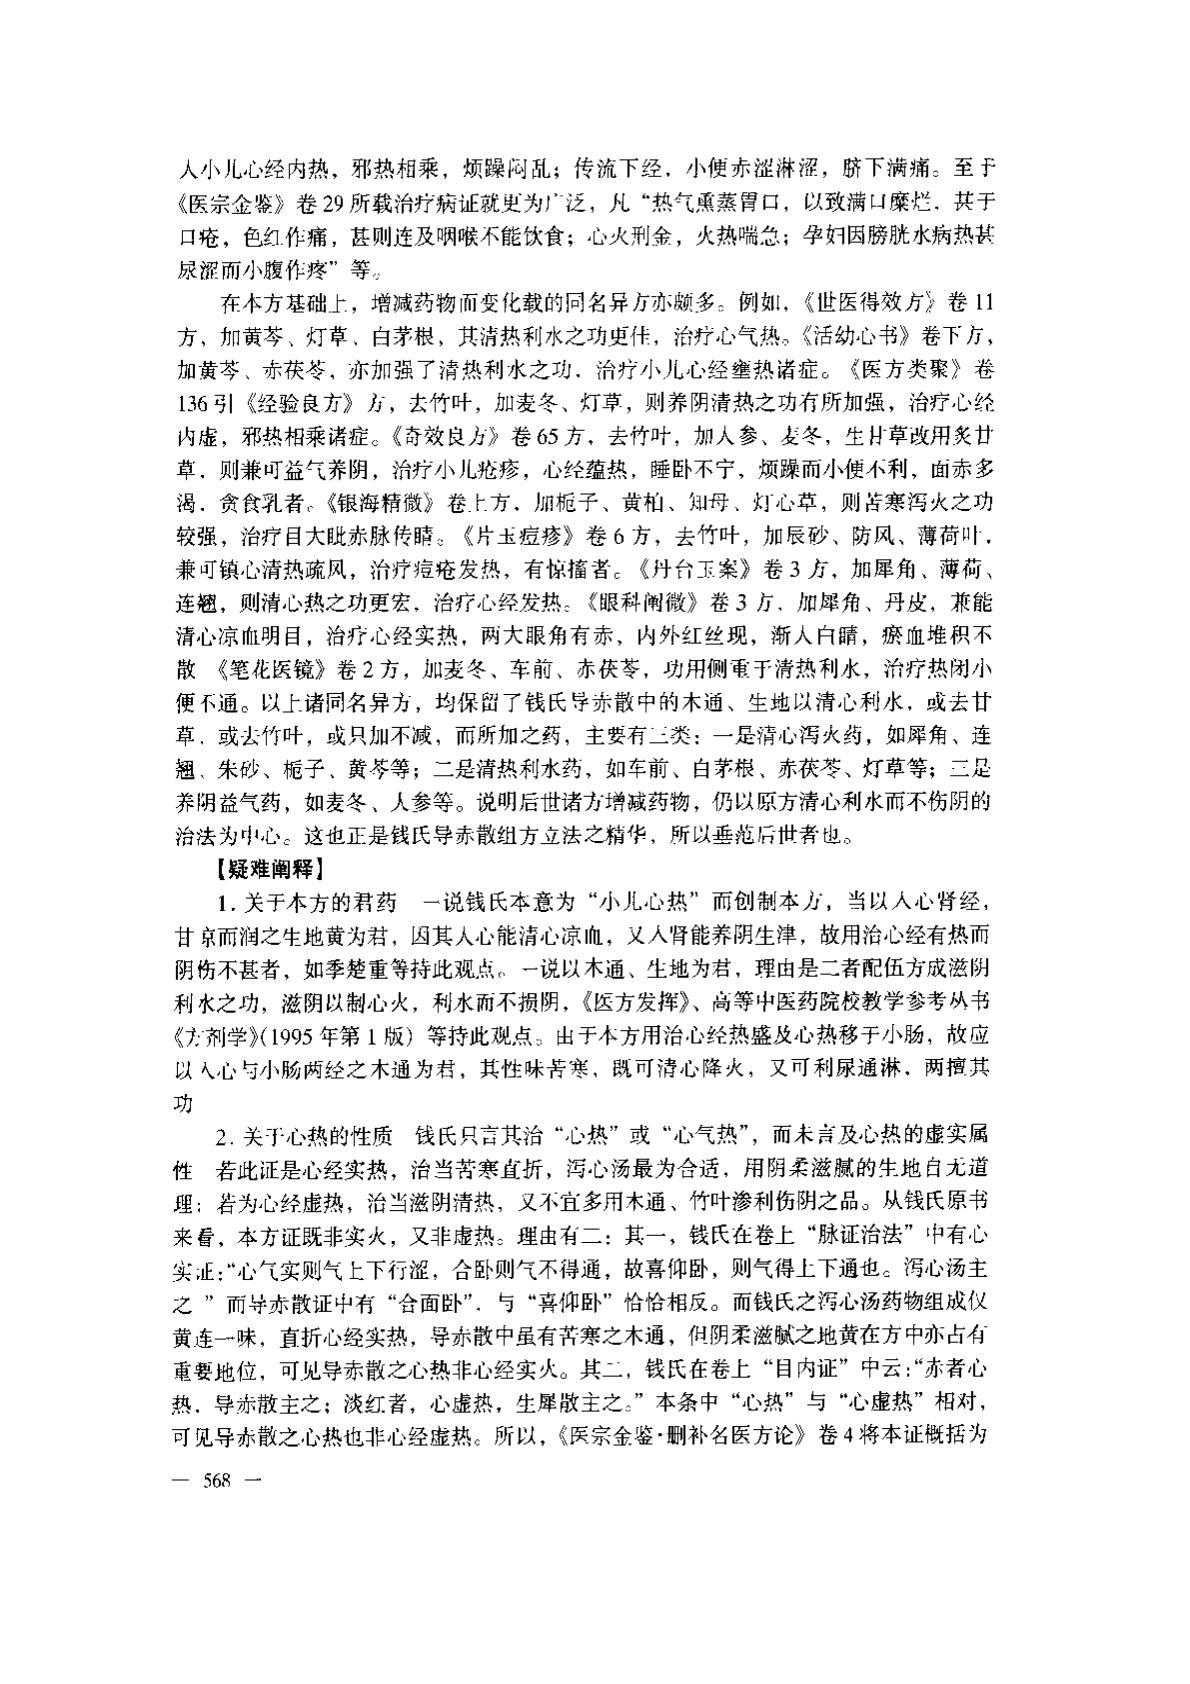 人小儿心经内热，邪热相乘，烦躁闷乱；传流下经，小便赤涩淋涩，脐下满痛。至于
《医宗金鉴》卷 29 所载治疗病证就更为广泛，凡“热气熏蒸胃口，以致满口糜烂，甚于
口疮，色红作痛，甚则连及咽喉不能饮食；心火刑金，火热喘急；孕妇因膀胱水病热甚
尿涩而小腹作疼”等。
在本方基础上，增减药物而变化载的同名异方亦颇多。例如，《世医得效方》卷 11
方，加黄芩、灯草、白茅根，其清热利水之功更佳，治疗心气热。《活幼心书》卷下方，
加黄芩、赤茯苓，亦加强了清热利水之功，治疗小儿心经壅热诸症。《医方类聚》卷
136 引《经验良方》方，去竹叶，加麦冬、灯草，则养阴清热之功有所加强，治疗心经
内虚，邪热相乘诸症。《奇效良方》卷 65 方，去竹叶，加人参、麦冬，生甘草改用炙甘
草，则兼可益气养阴，治疗小儿疮疹，心经蕴热，睡卧不宁，烦躁而小便不利，面赤多
渴，贪食乳者。《银海精微》卷上方，加栀子、黄柏、知母、灯心草，则苦寒泻火之功
较强，治疗目大眦赤脉传睛。《片玉痘疹》卷 6 方，去竹叶，加辰砂、防风、薄荷叶，
兼可镇心清热疏风，治疗痘疮发热，有惊搐者。《丹台玉案》卷 3 方，加犀角、薄荷、
连翘，则清心热之功更宏，治疗心经发热。《眼科阐微》卷 3 方，加犀角、丹皮，兼能
清心凉血明目，治疗心经实热，两大眼角有赤，内外红丝现，渐人白睛，瘀血堆积不
散 《笔花医镜》卷 2 方，加麦冬、车前、赤茯苓，功用侧重于清热利水，治疗热闭小
便不通。以上诸同名异方，均保留了钱氏导赤散中的木通、生地以清心利水，或去甘
草，或去竹叶，或只加不减，而所加之药，主要有三类：一是清心泻火药，如犀角、连
翘、朱砂、栀子、黄芩等；二是清热利水药，如车前、白茅根、赤茯苓、灯草等；三是
养阴益气药，如麦冬、人参等。说明后世诸方增减药物，仍以原方清心利水而不伤阴的
治法为中心。这也正是钱氏导赤散组方立法之精华，所以垂范后世者也。
【疑难阐释】
1. 关于本方的君药　一说钱氏本意为“小儿心热”而创制本方，当以人心肾经，
甘凉而润之生地黄为君，因其人心能清心凉血，又人肾能养阴生津，故用治心经有热而
阴伤不甚者，如季楚重等持此观点。一说以木通、生地为君，理由是二者配伍方成滋阴
利水之功，滋阴以制心火，利水而不损阴，《医方发挥》、高等中医药院校教学参考丛书
《方剂学》（1995 年第 1 版）等持此观点。由于本方用治心经热盛及心热移于小肠，故应
以入心与小肠两经之木通为君，其性味苦寒，既可清心降火，又可利尿通淋，两擅其
功
2. 关于心热的性质　钱氏只言其治“心热”或“心气热”，而未言及心热的虚实属
性　若此证是心经实热，治当苦寒直折，泻心汤最为合适，用阴柔滋腻的生地自无道
理；若为心经虚热，治当滋阴清热，又不宜多用木通、竹叶渗利伤阴之品。从钱氏原书
来看，本方证既非实火，又非虚热。理由有二：其一，钱氏在卷上“脉证治法”中有心
实证：“心气实则气上下行涩，合卧则气不得通，故喜仰卧，则气得上下通也。泻心汤主
之 ”而导赤散证中有“合面卧”，与“喜仰卧”恰恰相反。而钱氏之泻心汤药物组成仅
黄连一味，直折心经实热，导赤散中虽有苦寒之木通，但阴柔滋腻之地黄在方中亦占有
重要地位，可见导赤散之心热非心经实火。其二，钱氏在卷上“目内证”中云：“赤者心
热，导赤散主之；淡红者，心虚热，生犀散主之。”本条中“心热”与“心虚热”相对，
可见导赤散之心热也非心经虚热。所以，《医宗金鉴·删补名医方论》卷 4 将本证概括为
— 568 —